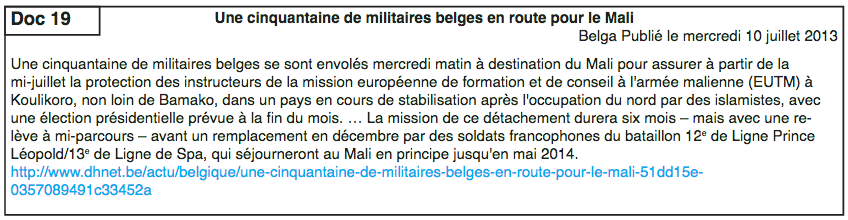 Doc 19
Une cinquantaine de militaires belges en route pour le Mali
Belga Publié le mercredi 10 juillet 2013
Une cinquantaine de militaires belges se sont envolés mercredi matin à destination du Mali pour assurer à partir de la
mi-juillet la protection des instructeurs de la mission européenne de formation et de conseil à l'armée malienne (EUTM) à
Koulikoro, non loin de Bamako, dans un pays en cours de stabilisation après l'occupation du nord par des islamistes, avec
une élection présidentielle prévue à la fin du mois. … La mission de ce détachement durera six mois – mais avec une re-
lève à mi-parcours – avant un remplacement en décembre par des soldats francophones du bataillon 12e de Ligne Prince
Léopold/13e de Ligne de Spa, qui séjourneront au Mali en principe jusqu'en mai 2014.
http://www.dhnet.be/actu/belgique/une-cinquantaine-de-militaires-belges-en-route-pour-le-mali-51dd15e-
0357089491c33452a